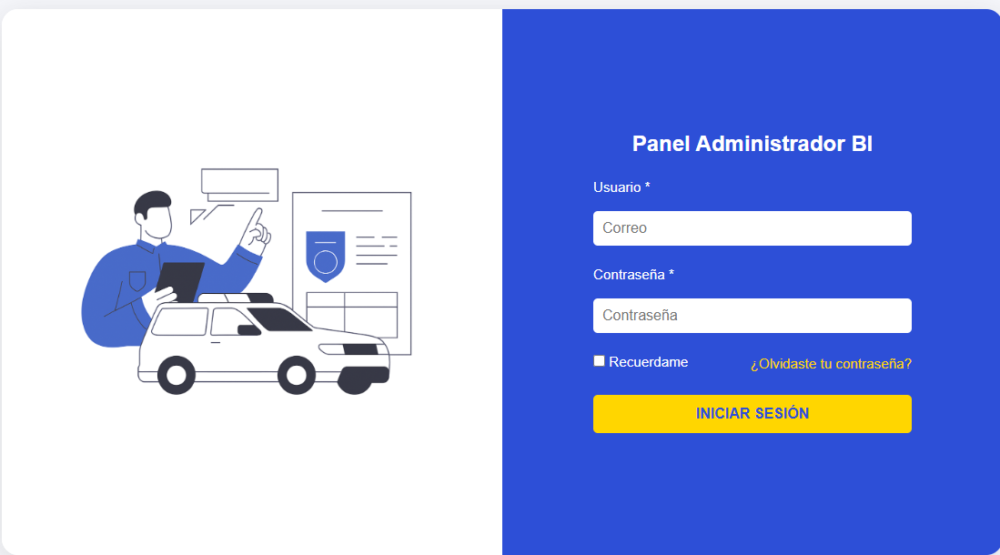 Panel Administrador BI
Usuario *
Correo
Contraseña *
Contraseña
Recuerdame
¿Olvidaste tu contraseña?
INICIAR SESIÓN